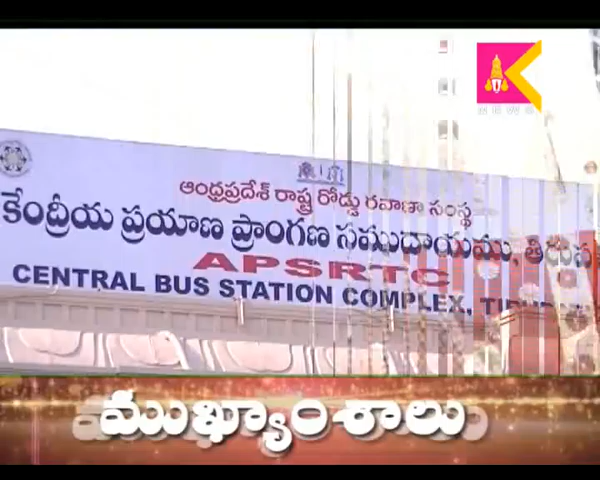 ఆంధ్రప్రదేశ్ రాష్ట్ర రోడ్డు రవాణా సంస్థ
కేంద్రీయ ప్రయాణ ప్రాంగణ సముదాయము,
APSRTC
CENTRAL BUS STATION COMPLEX,
ముఖ్యాంశాలు